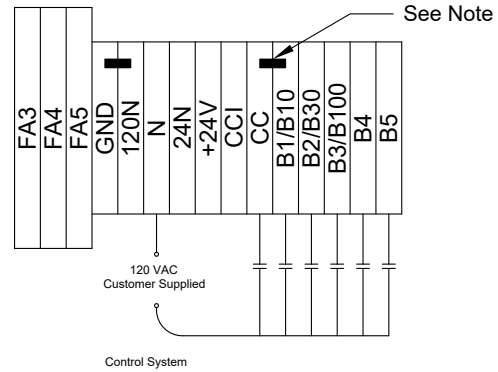 See Note
FA3
FA4
FA5
GND
120N
N
24N
+24V
CCI
CC
B1/B10
B2/B30
B3/B100
B4
B5
120 VAC
Customer Supplied
Control System